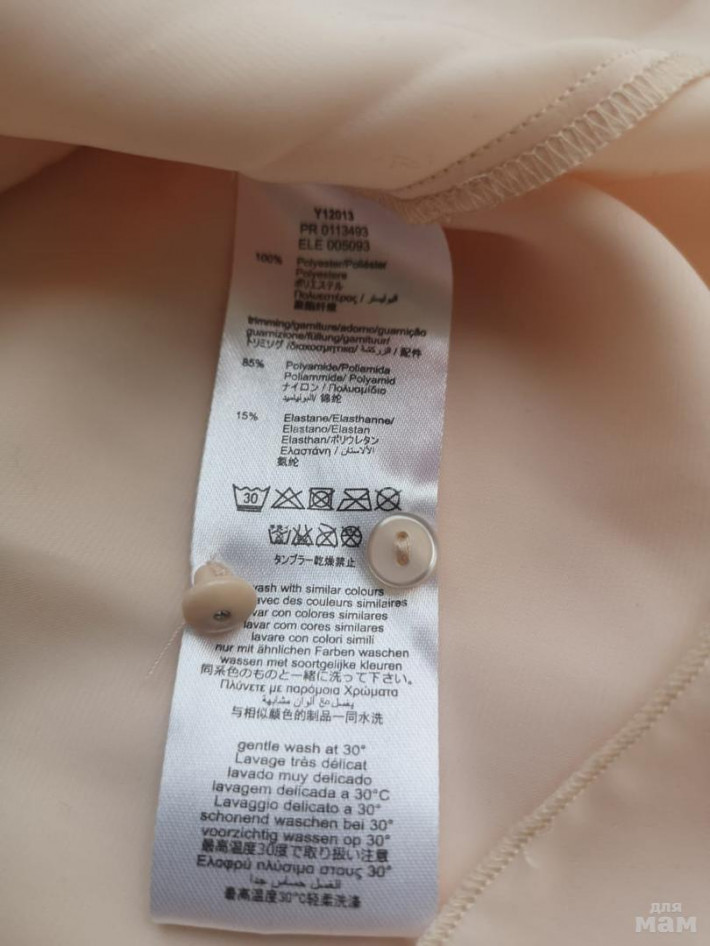 Y12013
PR 0113493
ELE 005093
100% Polyester/Poliéster
Polyestere
ポリエステル
Πολυεστέρος / البوليستر
聚酯纤维
trimming/garniture/adorno/guarnição
guarnizione/füllung/garnituur/
トリミング /διακοσμητικά/ الزركشة / 配件
85% Polyamide/Poliamida
Poliammide/ Polyamid
ナイロン / Πολυαμίδιο
البوليناميد/ 锦纶
15% Elastane/Elasthanne/
Elastano/Elastan
Elasthan/ポリウレタン
Ελαστάνη / الألاستان
氨纶
30
タンブラー乾燥禁止
wash with similar colours
avec des couleurs similaires
var con colores similares
lavar com cores similares
lavare con colori simili
nur mit ähnlichen Farben waschen
wassen met soortgelijke kleuren
同采色のものと一緒に洗って下さい。
Πλύνετε με παρόμοια Χρώματα
يغسل مع ألوان مشابهة
与相似颜色的制品一同水洗
gentle wash at 30°
Lavage très délicat
lavado muy delicado
lavagem delicada a 30°C
Lavaggio delicato a 30°
schonend waschen bei 30°
voorzichtig wassen op 30°
最高温度30度で取り扱い注意
Ελαφρύ πλύσιμο στους 30°
الغسل حساس جدا
最高温度30°C轻柔洗涤
для
мам